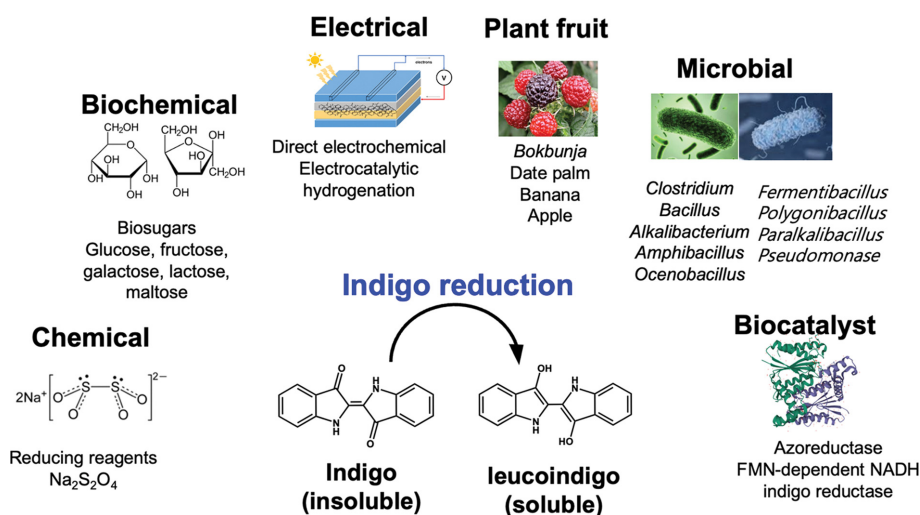 Electrical
electrons
V
Direct electrochemical
Electrocatalytic
hydrogenation
Plant fruit
Bokbunja
Date palm
Banana
Apple
Microbial
Clostridium
Bacillus
Alkalibacterium
Amphibacillus
Ocenobacillus
Fermentibacillus
Polygonibacillus
Paralkalibacillus
Pseudomonase
Biochemical
CH₂OH
O
OH
OH
OH
OH
CH₂OH
O
OH
HO
CH₂OH
OH
Biosugars
Glucose, fructose,
galactose, lactose,
maltose
Indigo reduction
Chemical
2Na⁺
2−
O
S
S
O
O
O
Reducing reagents
Na₂S₂O₄
O
H
N
N
H
O
Indigo
(insoluble)
OH
H
N
N
H
HO
leucoindigo
(soluble)
Biocatalyst
Azoreductase
FMN-dependent NADH
indigo reductase